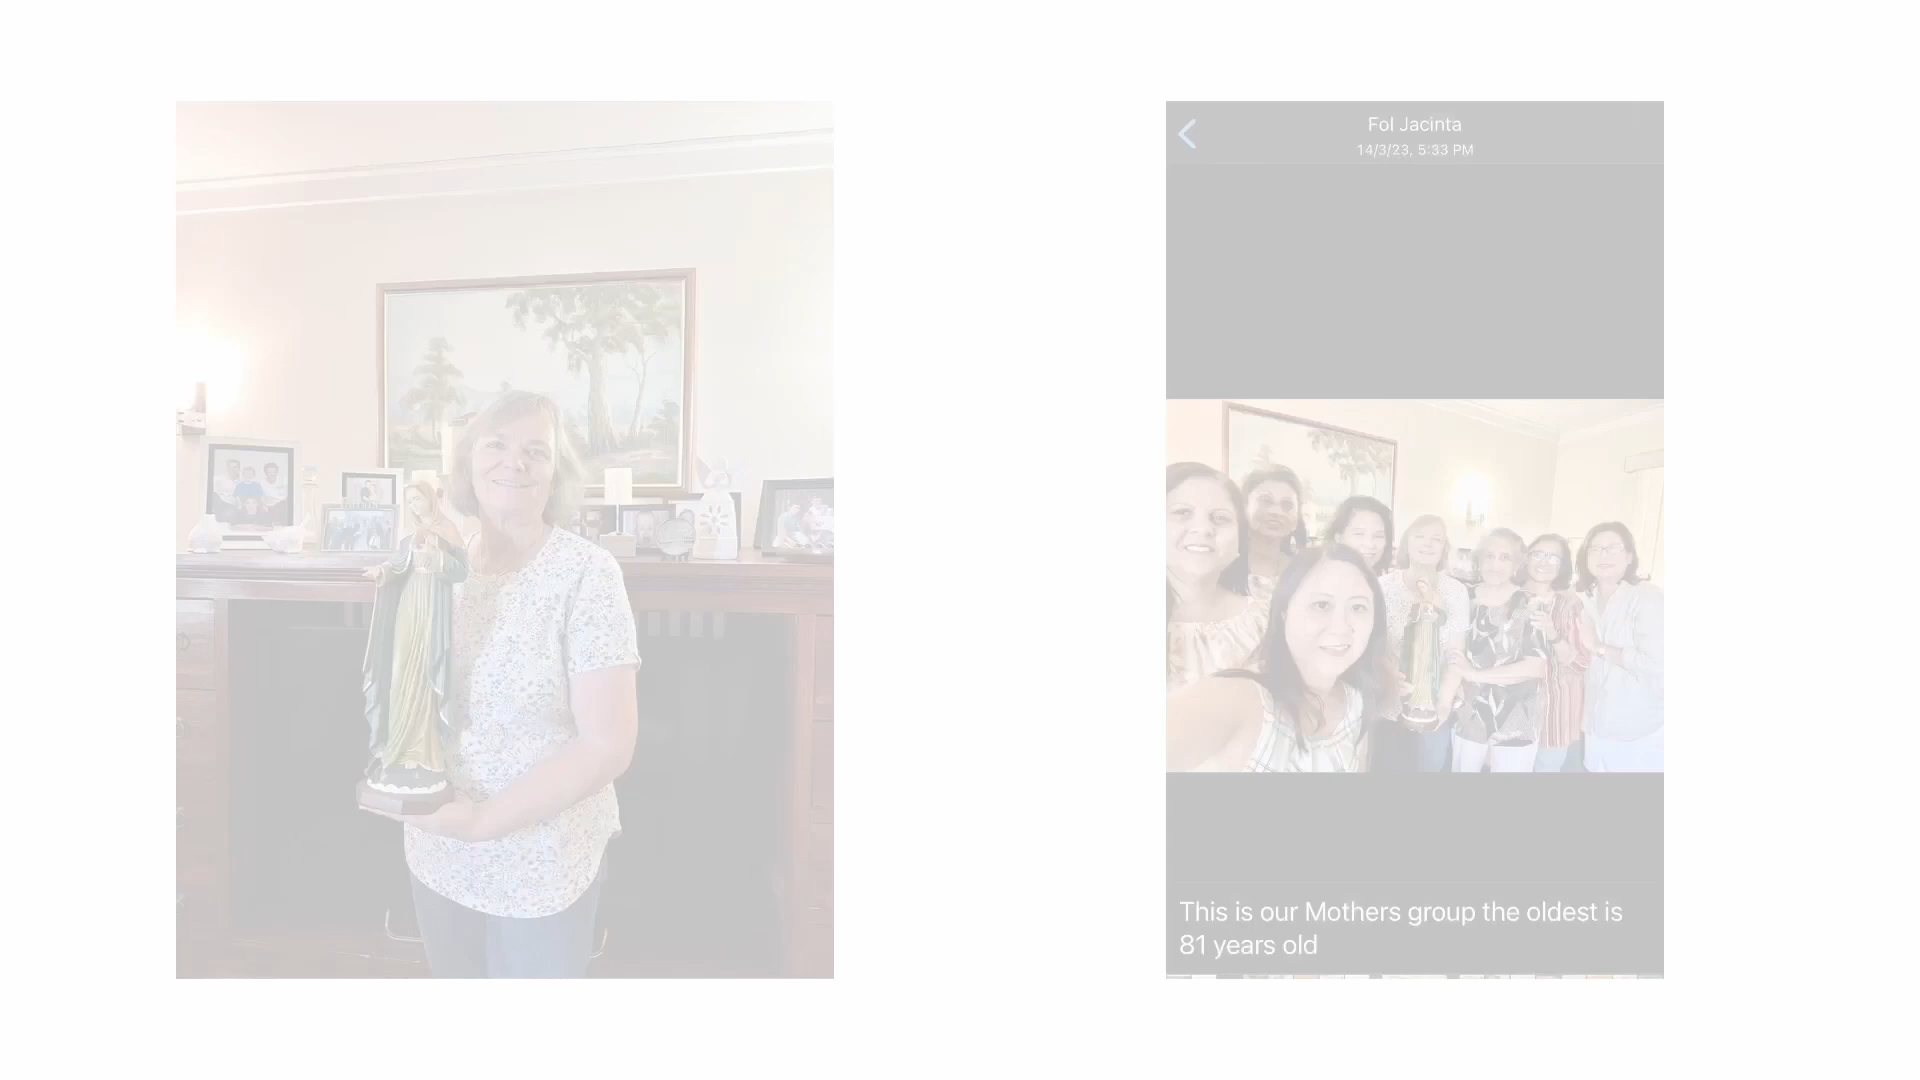 Fol Jacinta
14/3/23, 5:33 PM
This is our Mothers group the oldest is
81 years old